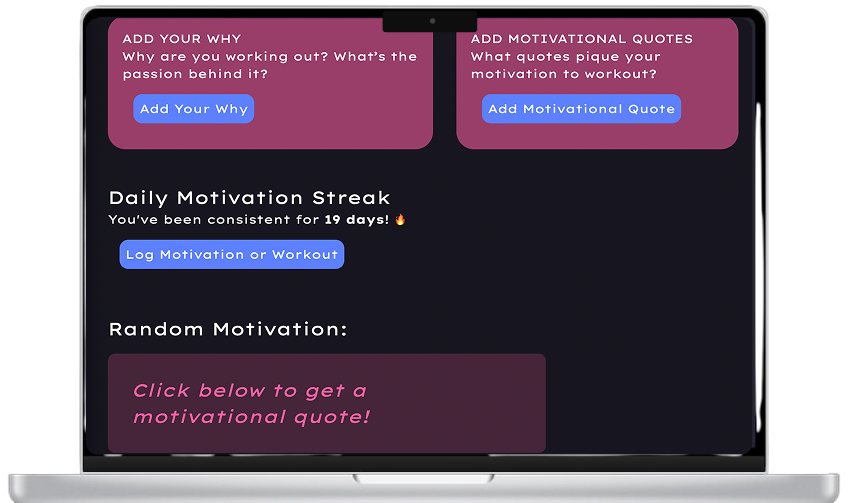 ADD YOUR WHY
Why are you working out? What’s the
passion behind it?
Add Your Why
ADD MOTIVATIONAL QUOTES
What quotes pique your
motivation to workout?
Add Motivational Quote
Daily Motivation Streak
You've been consistent for 19 days! 🔥
Log Motivation or Workout
Random Motivation:
Click below to get a
motivational quote!